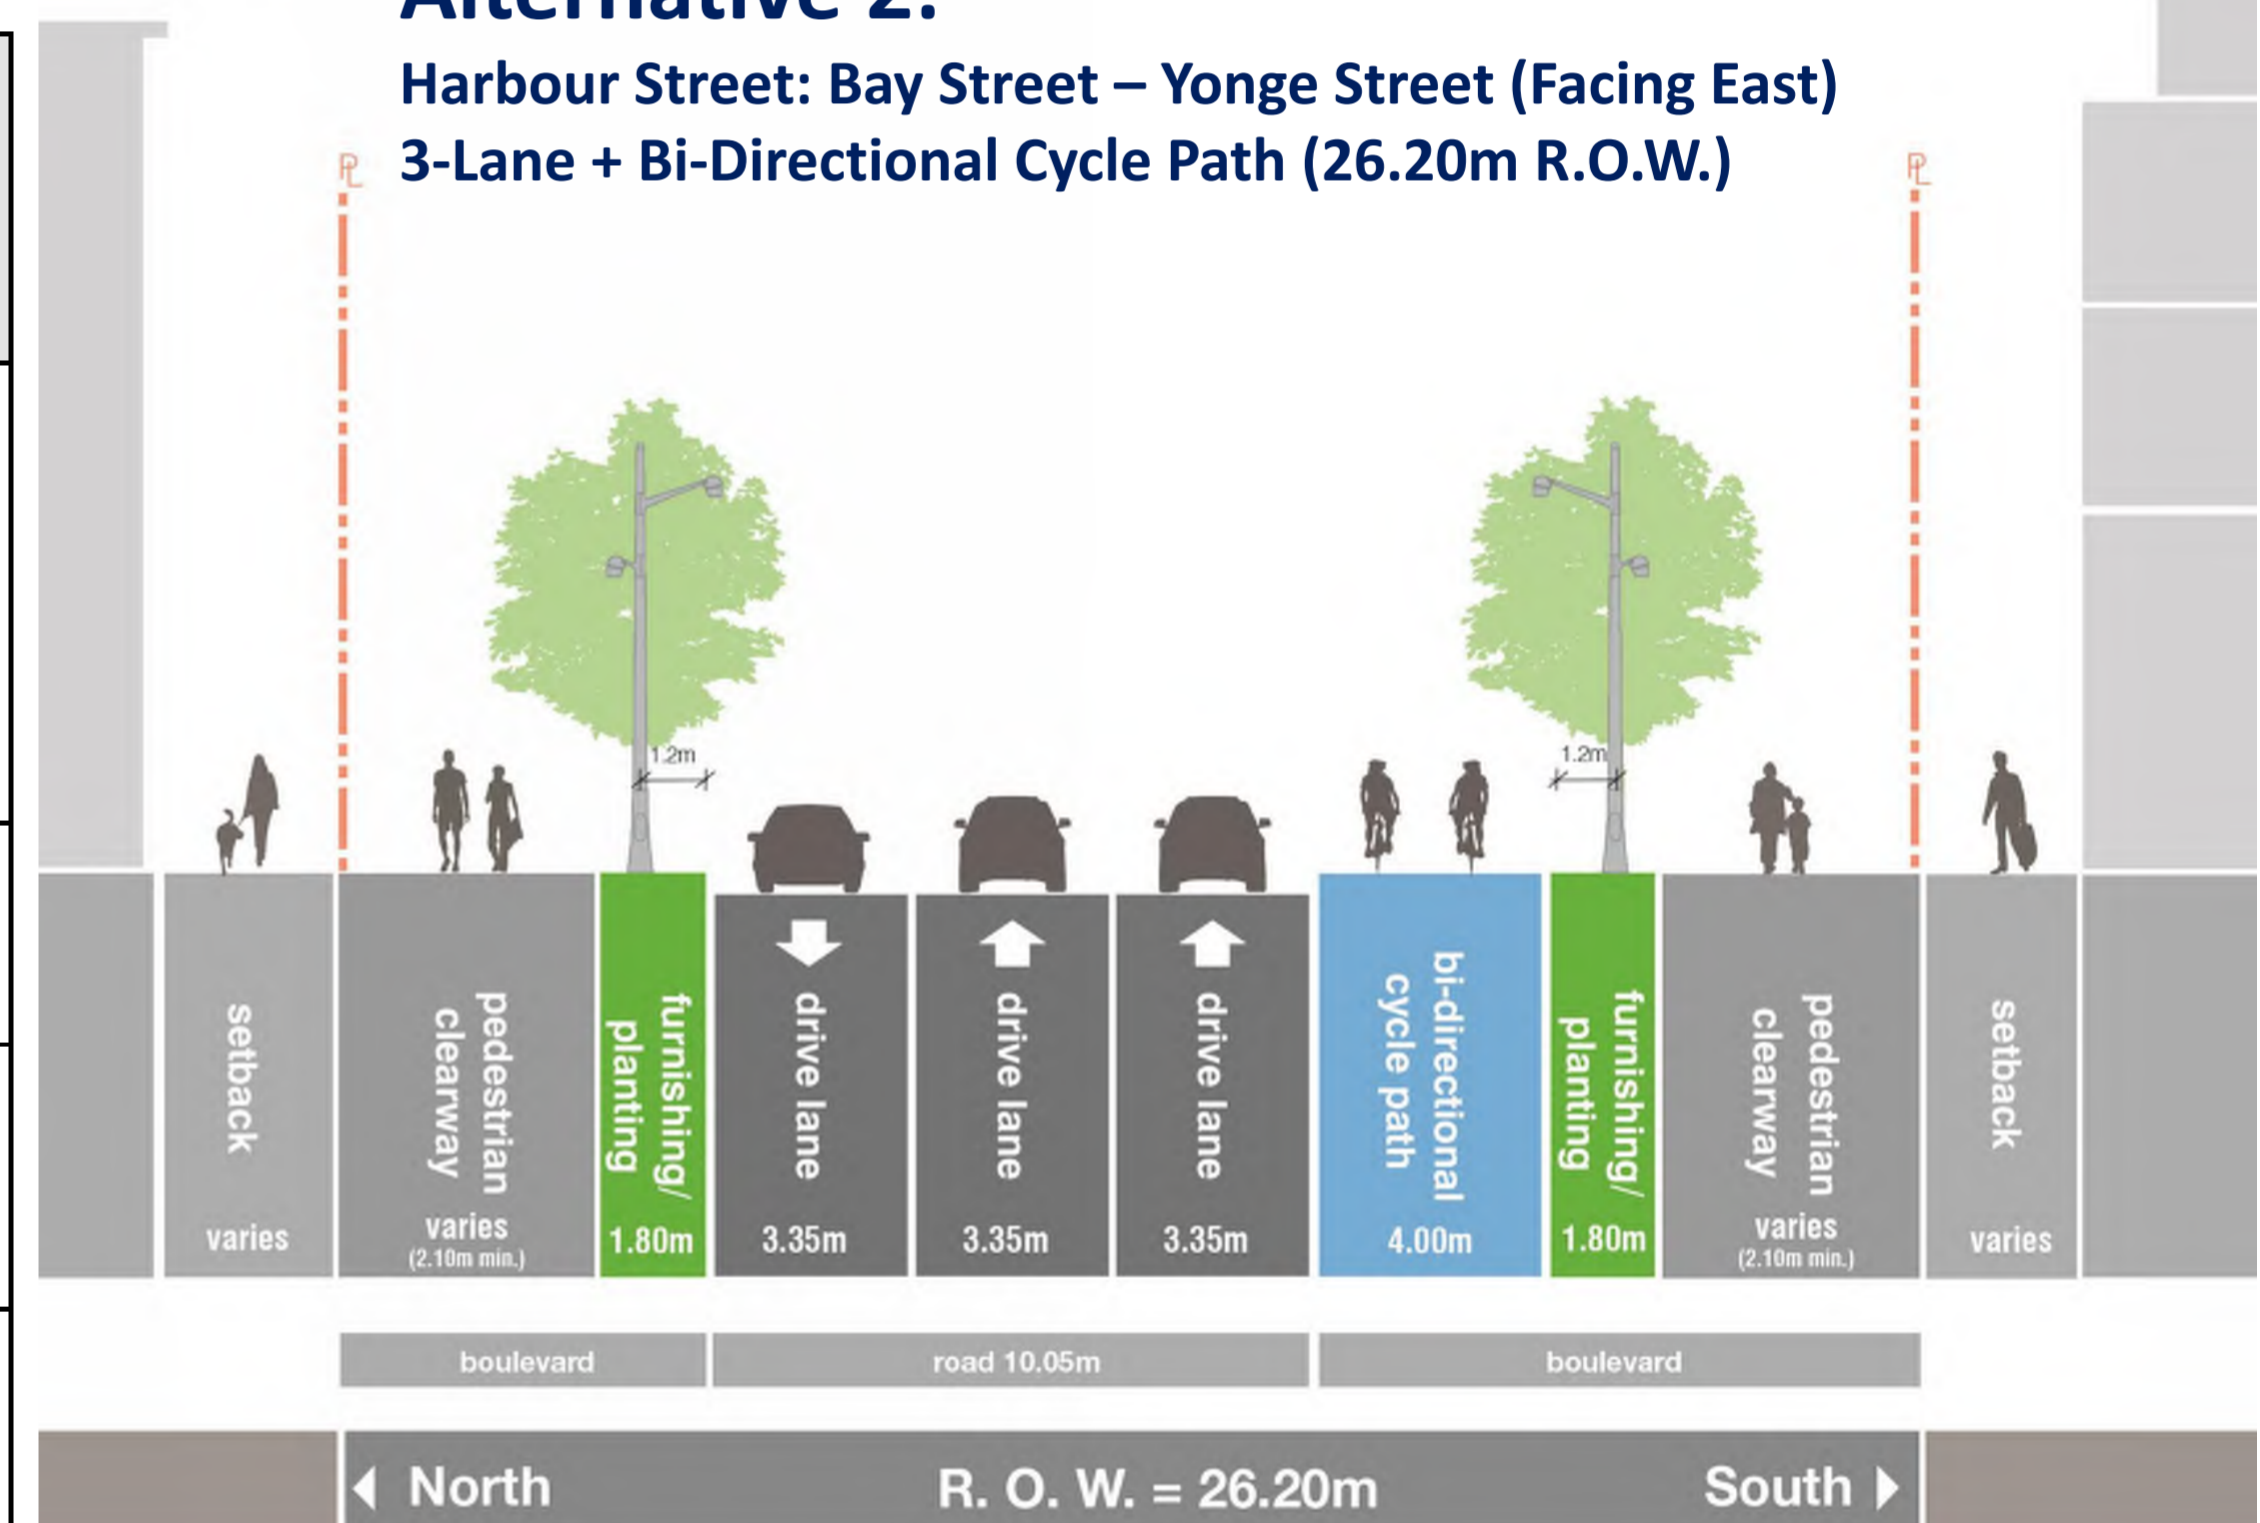 Alternative 2:
Harbour Street: Bay Street – Yonge Street (Facing East)
3-Lane + Bi-Directional Cycle Path (26.20m R.O.W.)
PL
PL
1.2m
1.2m
setback
varies
pedestrian
clearway
varies
(2.10m min.)
furnishing/
planting
1.80m
drive lane
3.35m
drive lane
3.35m
drive lane
3.35m
bi-directional
cycle path
4.00m
furnishing/
planting
1.80m
pedestrian
clearway
varies
(2.10m min.)
setback
varies
boulevard
road 10.05m
boulevard
North
R. O. W. = 26.20m
South